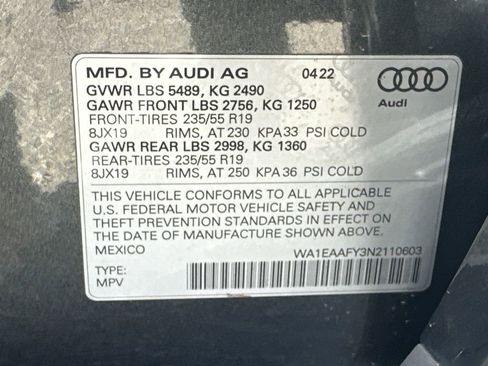 MFD. BY AUDI AG 04 22
GVWR LBS 5489, KG 2490
GAWR FRONT LBS 2756, KG 1250
Audi
FRONT-TIRES 235/55 R19
8JX19 RIMS, AT 230 KPA 33 PSI COLD
GAWR REAR LBS 2998, KG 1360
REAR-TIRES 235/55 R19
8JX19 RIMS, AT 250 KPA 36 PSI COLD
THIS VEHICLE CONFORMS TO ALL APPLICABLE
U.S. FEDERAL MOTOR VEHICLE SAFETY AND
THEFT PREVENTION STANDARDS IN EFFECT ON
THE DATE OF MANUFACTURE SHOWN ABOVE.
MEXICO WA1EAAFY3N2110603
TYPE:
MPV